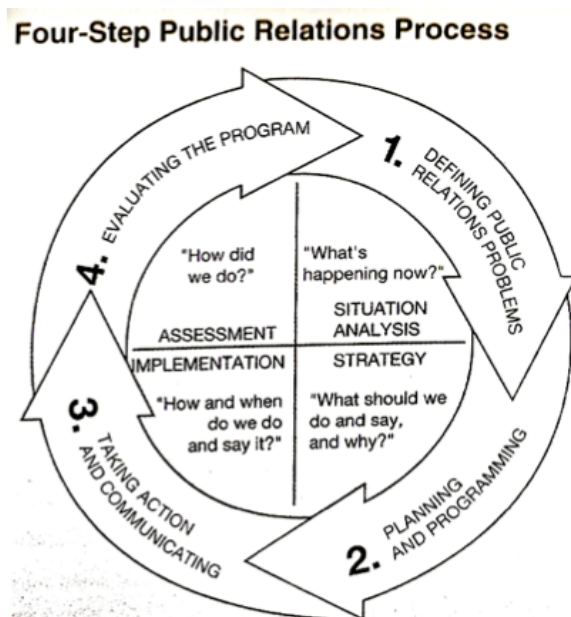 Four-Step Public Relations Process
1. DEFINING PUBLIC
RELATIONS PROBLEMS
"What's
happening now?"
SITUATION
ANALYSIS
2. PLANNING
AND PROGRAMMING
STRATEGY
"What should we
do and say,
and why?"
3. TAKING ACTION
AND COMMUNICATING
IMPLEMENTATION
"How and when
do we do
and say it?"
4. EVALUATING THE PROGRAM
"How did
we do?"
ASSESSMENT